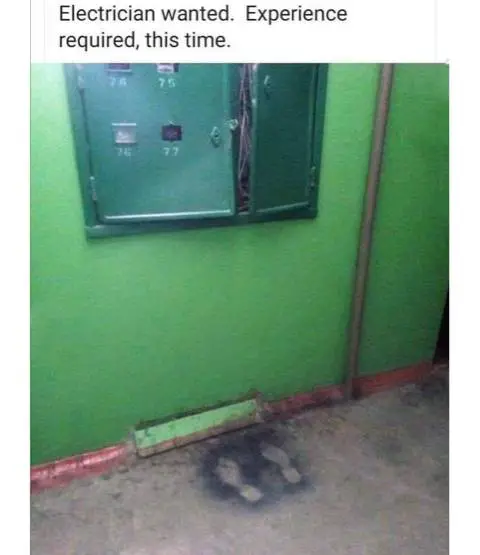 Electrician wanted.  Experience
required, this time.
74 75
76 77